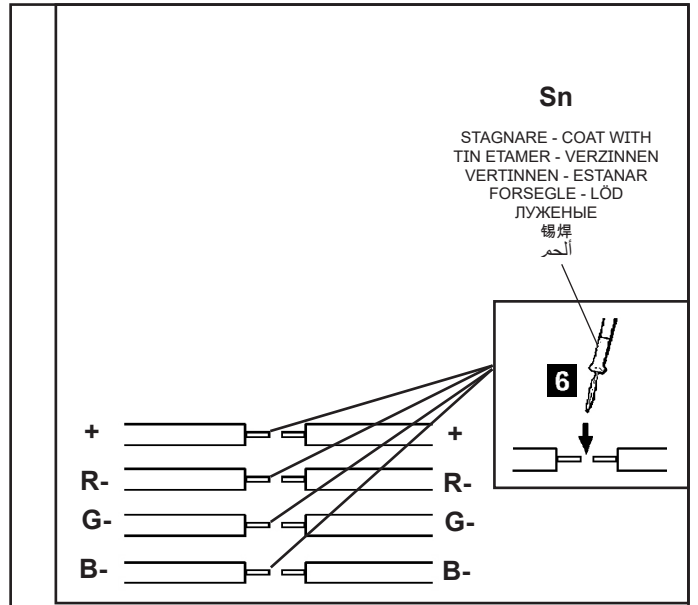 Sn
STAGNARE - COAT WITH
TIN ETAMER - VERZINNEN
VERTINNEN - ESTANAR
FORSEGLE - LÖD
ЛУЖЕНЫЕ
锡焊
ألحم
6
+ +
R- R-
G- G-
B- B-